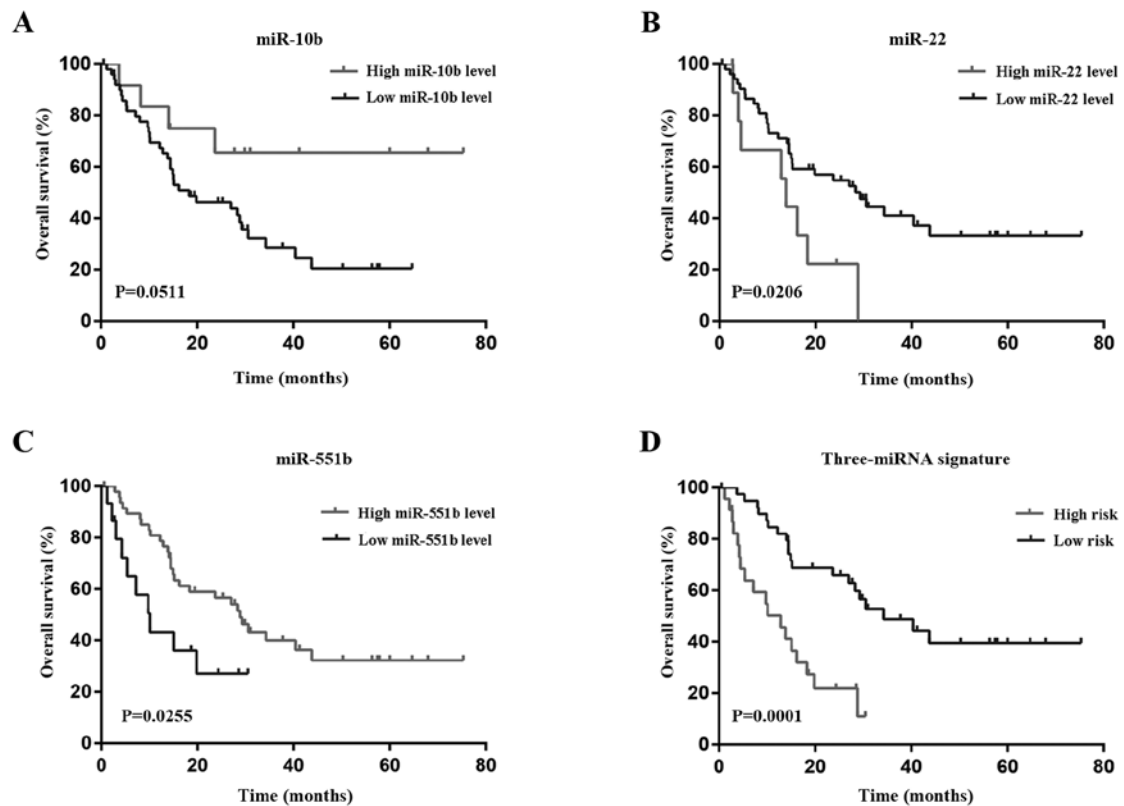 A
miR-10b
High miR-10b level
Low miR-10b level
Overall survival (%)
100
80
60
40
20
0
P=0.0511
0 20 40 60 80
Time (months)
B
miR-22
High miR-22 level
Low miR-22 level
Overall survival (%)
100
80
60
40
20
0
P=0.0206
0 20 40 60 80
Time (months)
C
miR-551b
High miR-551b level
Low miR-551b level
Overall survival (%)
100
80
60
40
20
0
P=0.0255
0 20 40 60 80
Time (months)
D
Three-miRNA signature
High risk
Low risk
Overall survival (%)
100
80
60
40
20
0
P=0.0001
0 20 40 60 80
Time (months)